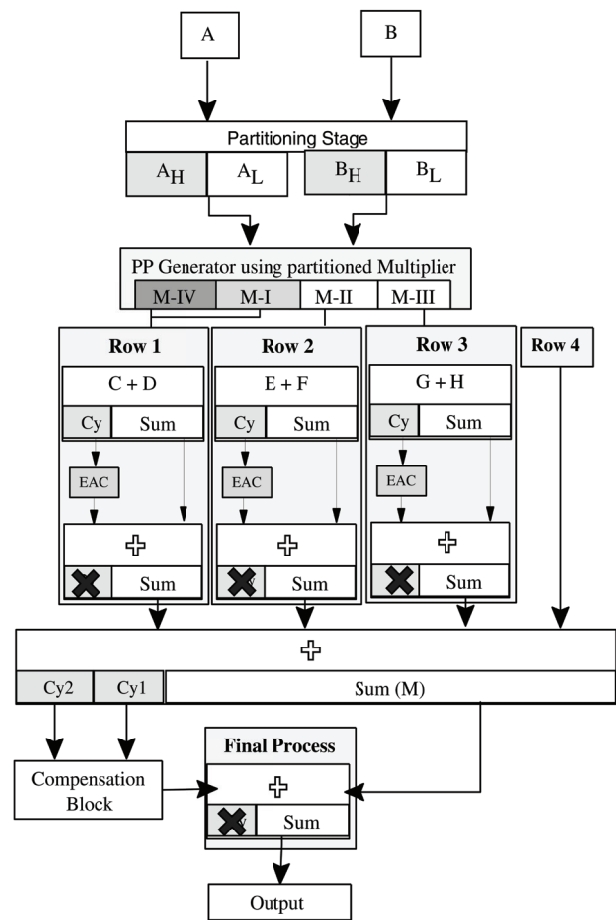 A B
Partitioning Stage
AH AL BH BL
PP Generator using partitioned Multiplier
M-IV M-I M-II M-III
Row 1 Row 2 Row 3 Row 4
C + D E + F G + H
Cy Sum Cy Sum Cy Sum
EAC EAC EAC
Sum Sum Sum
Cy2 Cy1 Sum (M)
Final Process
Compensation
Block
Sum
Output